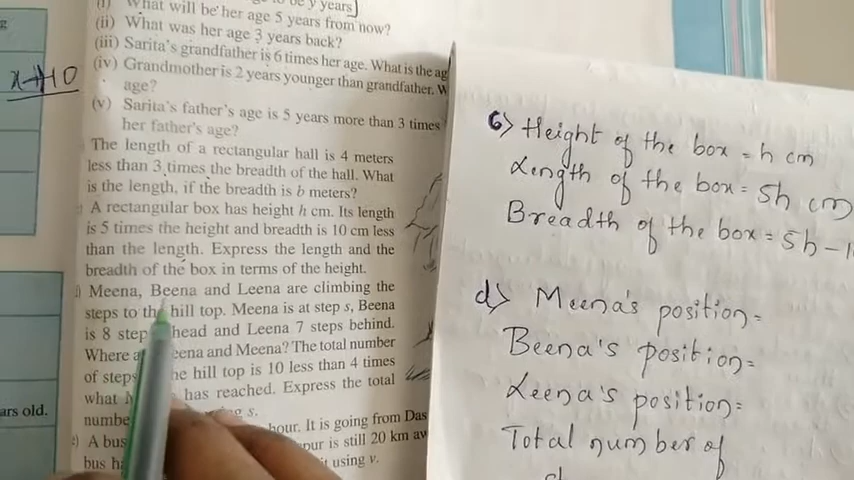 (i) What will be her age 5 years from now?
(ii) What was her age 3 years back?
(iii) Sarita's grandfather is 6 times her age. What is the ag
(iv) Grandmother is 2 years younger than grandfather. W
age?
(v) Sarita's father's age is 5 years more than 3 times
her father's age?
The length of a rectangular hall is 4 meters
less than 3 times the breadth of the hall. What
is the length, if the breadth is b meters?
A rectangular box has height h cm. Its length
is 5 times the height and breadth is 10 cm less
than the length. Express the length and the
breadth of the box in terms of the height.
Meena, Beena and Leena are climbing the
steps to the hill top. Meena is at step s, Beena
is 8 step head and Leena 7 steps behind.
Where a eena and Meena? The total number
of steps he hill top is 10 less than 4 times
what has reached. Express the total
numbe g s.
A bus hour. It is going from Das
bus ur is still 20 km aw
t using v.
ars old.
x+10
6) Height of the box = h cm
Length of the box = 5h cm
Breadth of the box = 5h - 1
d) Meena's position =
Beena's position =
Leena's position =
Total number of